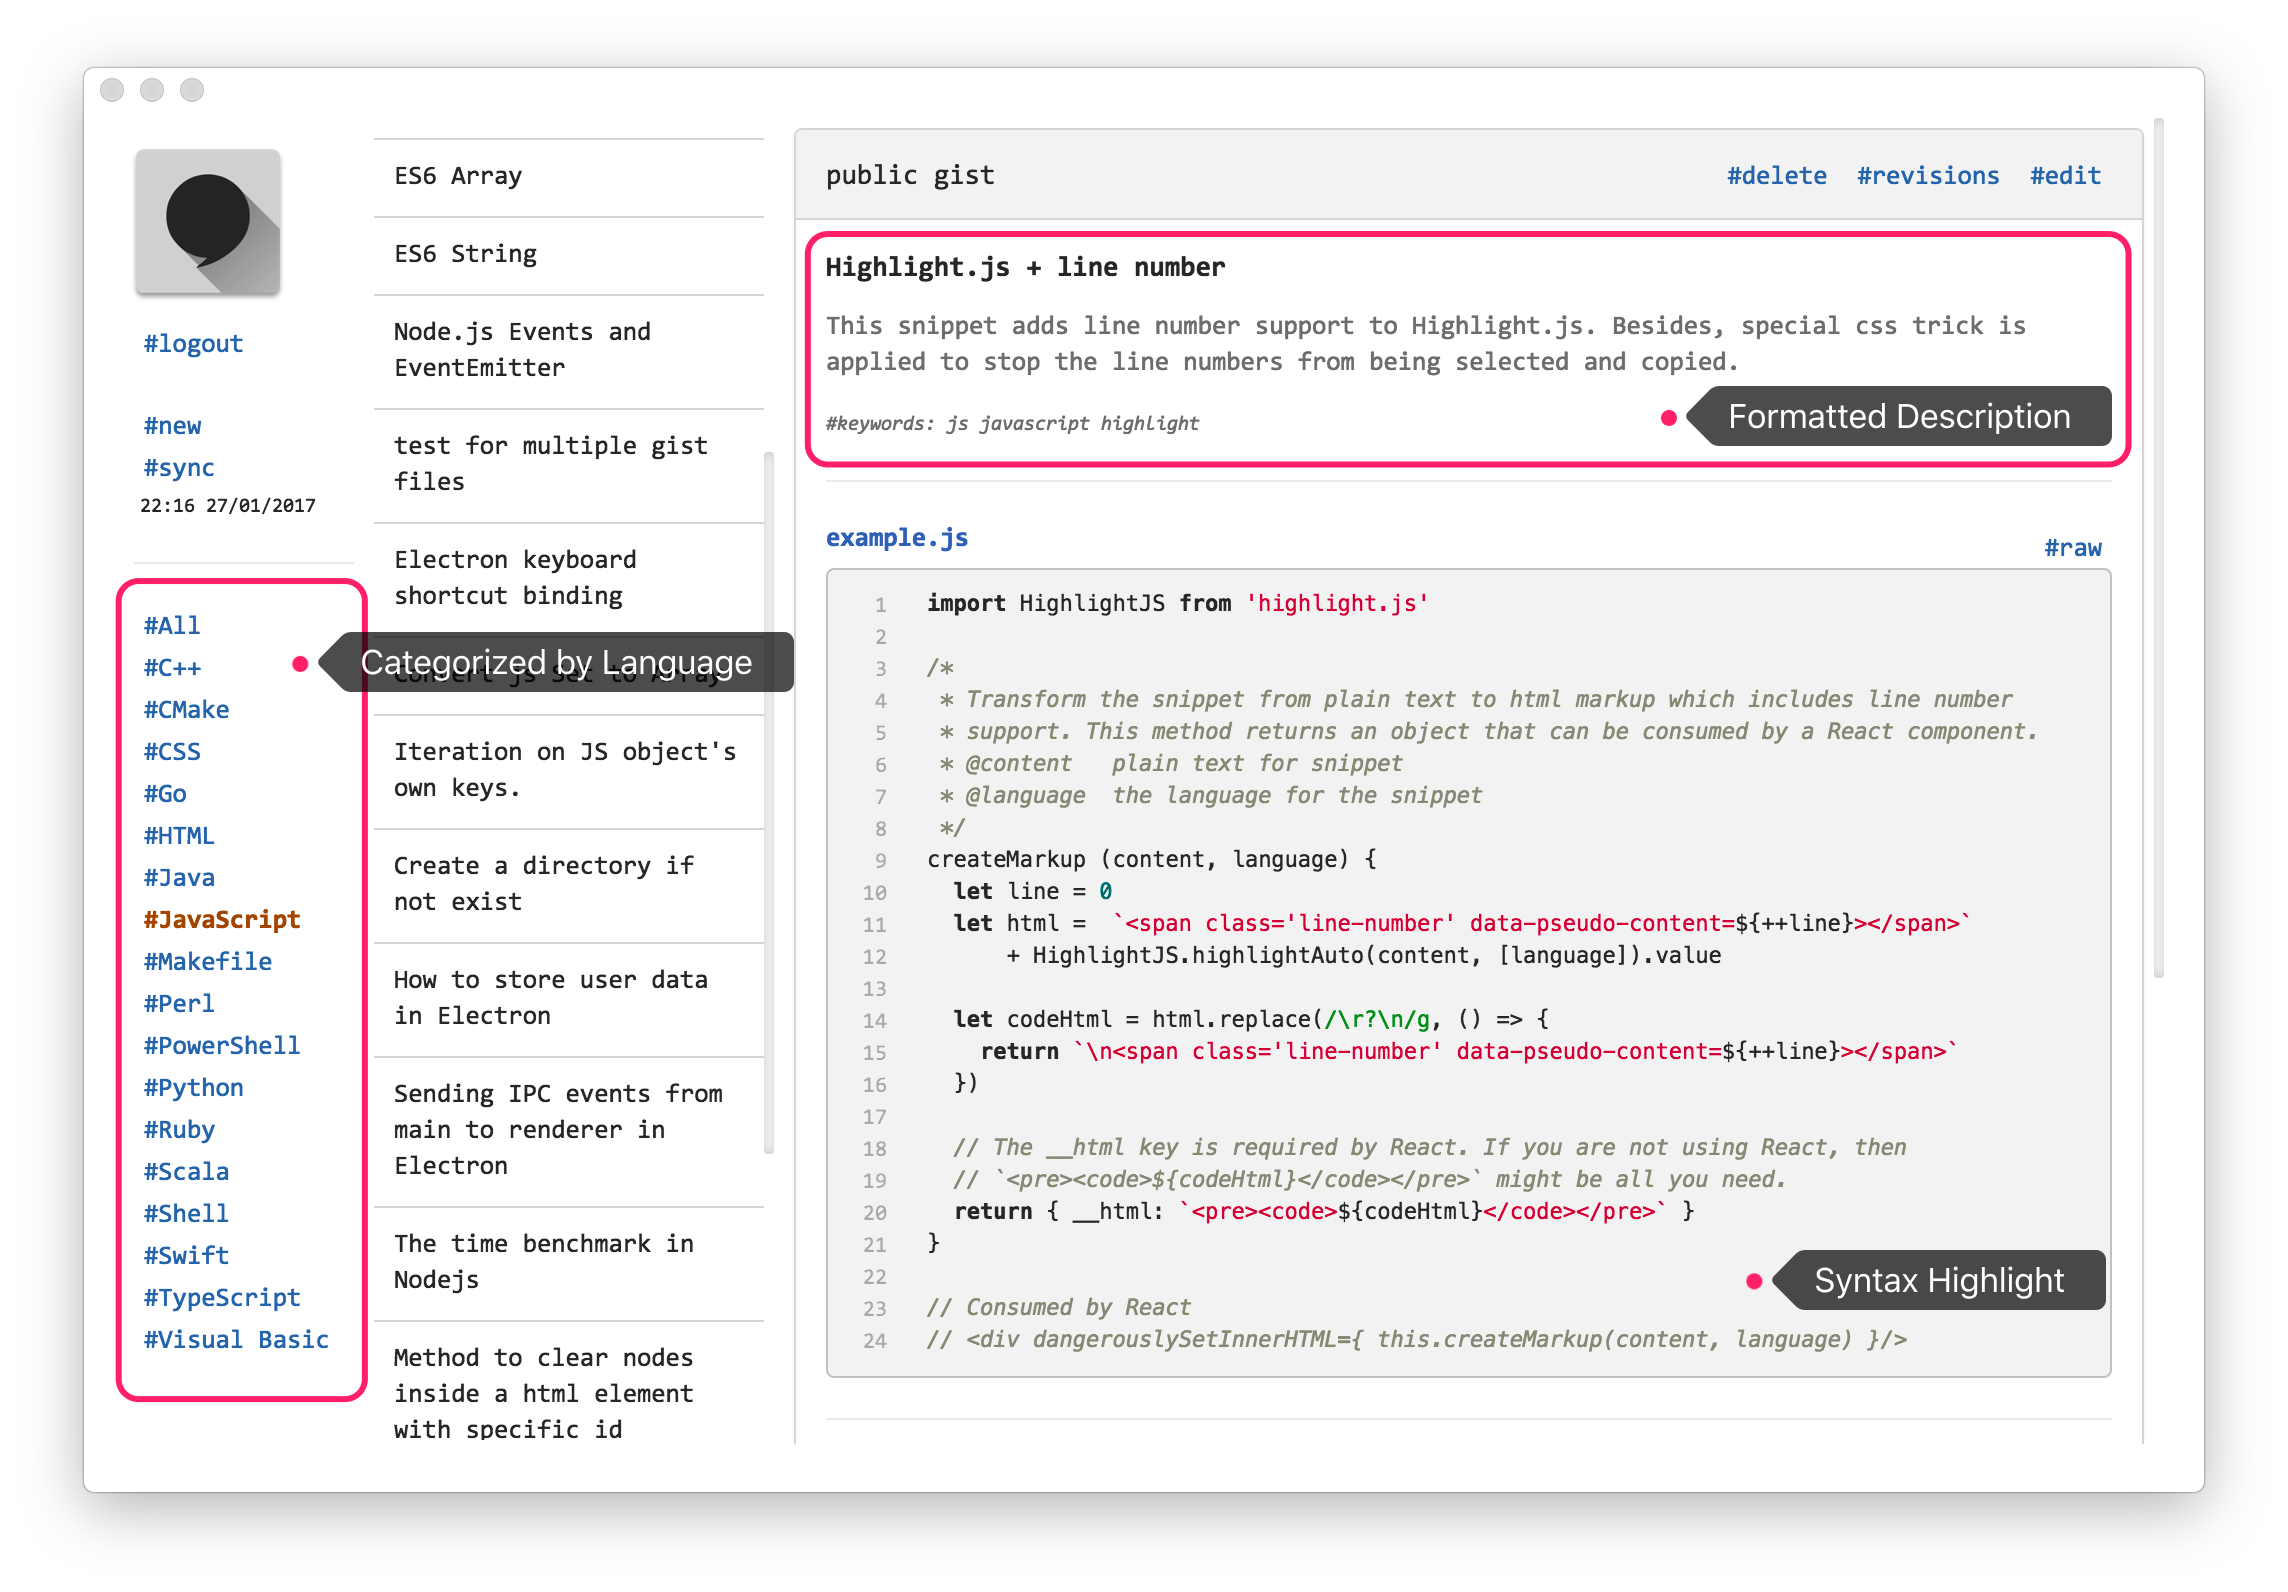 #logout
#new
#sync
22:16 27/01/2017
#All
#C++
#CMake
#CSS
#Go
#HTML
#Java
#JavaScript
#Makefile
#Perl
#PowerShell
#Python
#Ruby
#Scala
#Shell
#Swift
#TypeScript
#Visual Basic
Categorized by Language
ES6 Array
ES6 String
Node.js Events and
EventEmitter
test for multiple gist
files
Electron keyboard
shortcut binding
Convert js Set to Array
Iteration on JS object's
own keys.
Create a directory if
not exist
How to store user data
in Electron
Sending IPC events from
main to renderer in
Electron
The time benchmark in
Nodejs
Method to clear nodes
inside a html element
with specific id
public gist #delete #revisions #edit
Highlight.js + line number
This snippet adds line number support to Highlight.js. Besides, special css trick is
applied to stop the line numbers from being selected and copied.
#keywords: js javascript highlight
Formatted Description
example.js
#raw
1 import HighlightJS from 'highlight.js'
2
3 /*
4  * Transform the snippet from plain text to html markup which includes line number
5  * support. This method returns an object that can be consumed by a React component.
6  * @content   plain text for snippet
7  * @language  the language for the snippet
8  */
9 createMarkup (content, language) {
10   let line = 0
11   let html =  `<span class='line-number' data-pseudo-content=${++line}></span>`
12       + HighlightJS.highlightAuto(content, [language]).value
13
14   let codeHtml = html.replace(/\r?\n/g, () => {
15     return `\n<span class='line-number' data-pseudo-content=${++line}></span>`
16   })
17
18   // The __html key is required by React. If you are not using React, then
19   // `<pre><code>${codeHtml}</code></pre>` might be all you need.
20   return { __html: `<pre><code>${codeHtml}</code></pre>` }
21 }
22
23 // Consumed by React
24 // <div dangerouslySetInnerHTML={ this.createMarkup(content, language) }/>
Syntax Highlight